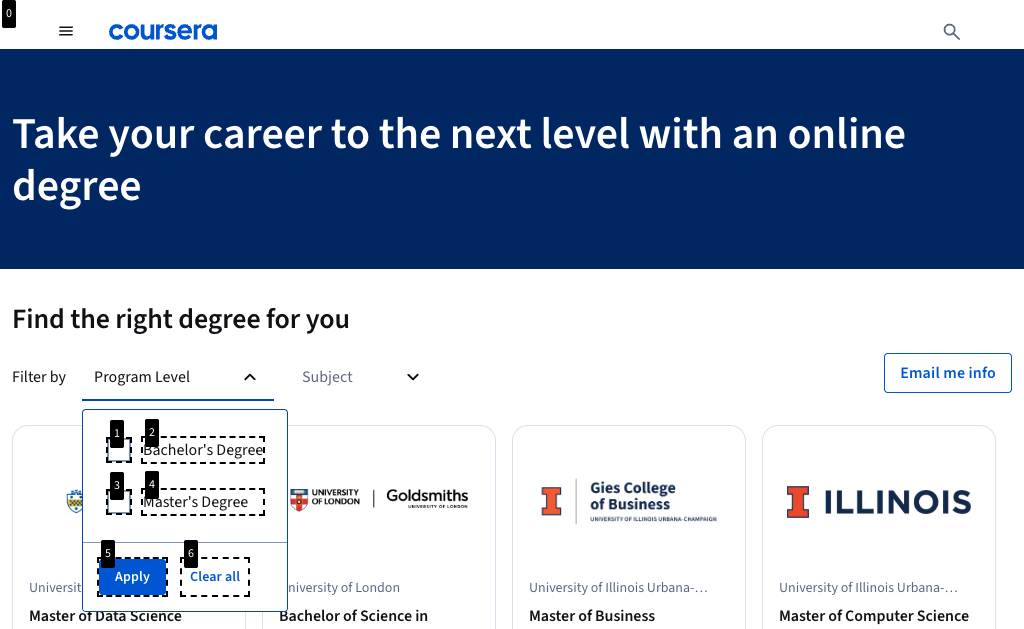 0
coursera
Take your career to the next level with an online
degree
Find the right degree for you
Filter by
Program Level
Subject
Email me info
1
2
Bachelor's Degree
3
4
Master's Degree
5
6
Apply
Clear all
UNIVERSITY
OF LONDON
Goldsmiths
UNIVERSITY OF LONDON
Gies College
of Business
UNIVERSITY OF ILLINOIS URBANA-CHAMPAIGN
ILLINOIS
Universit
niversity of London
University of Illinois Urbana-…
University of Illinois Urbana-…
Master of Data Science
Bachelor of Science in
Master of Business
Master of Computer Science